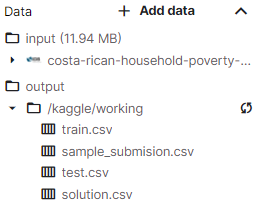 Data + Add data
input (11.94 MB)
costa-rican-household-poverty-...
output
/kaggle/working
train.csv
sample_submision.csv
test.csv
solution.csv